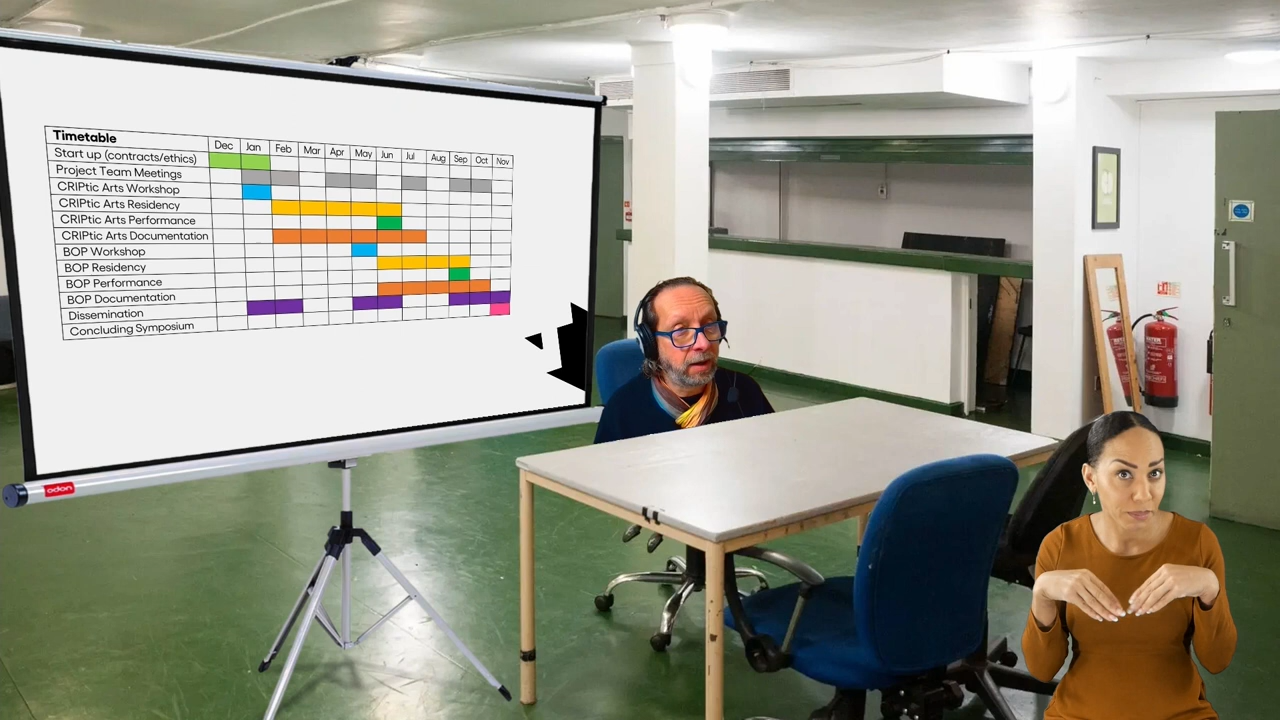 Timetable Dec Jan Feb Mar Apr May Jun Jul Aug Sep Oct Nov
Start up (contracts/ethics)
Project Team Meetings
CRIPtic Arts Workshop
CRIPtic Arts Residency
CRIPtic Arts Performance
CRIPtic Arts Documentation
BOP Workshop
BOP Residency
BOP Performance
BOP Documentation
Dissemination
Concluding Symposium
odon